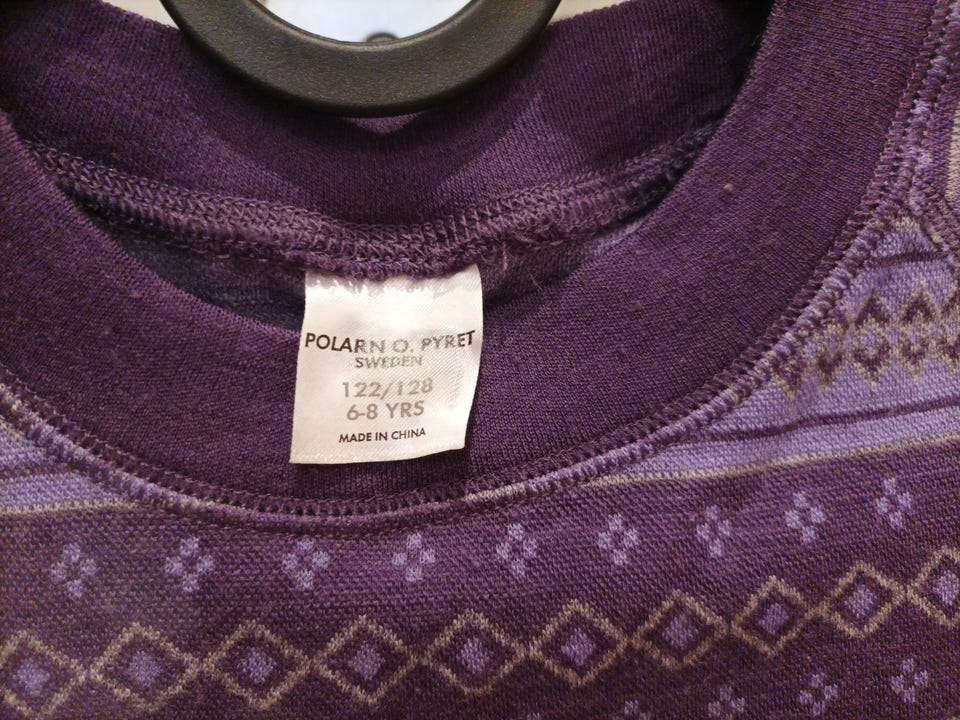 POLARN O. PYRET
SWEDEN
122/128
6-8 YRS
MADE IN CHINA